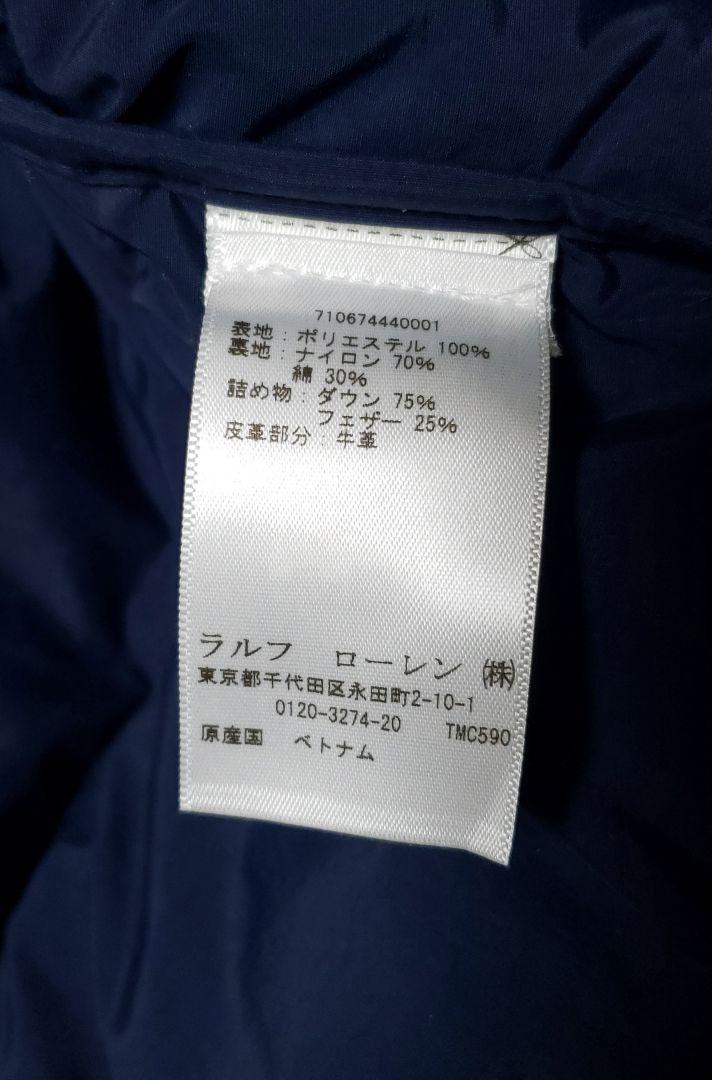 710674440001
表地：ポリエステル 100%
裏地：ナイロン 70%
綿 30%
詰め物：ダウン 75%
フェザー 25%
皮革部分：牛革
ラルフ ローレン ㈱
東京都千代田区永田町2-10-1
0120-3274-20 TMC590
原産国 ベトナム